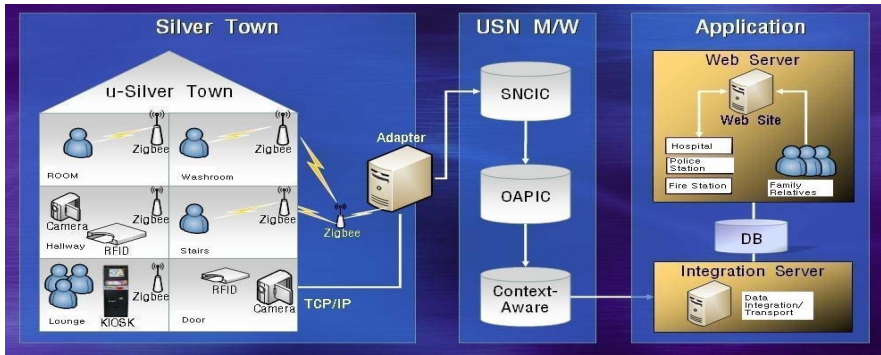 Silver Town
u-Silver Town
Zigbee
ROOM
Zigbee
Washroom
Camera
Hallway
RFID
Zigbee
Stairs
Zigbee
Lounge
KIOSK
Zigbee
RFID
Door
Camera
TCP/IP
Zigbee
Adapter
USN M/W
SNCIC
OAPIC
Context-
Aware
Application
Web Server
Web Site
Hospital
Police
Station
Fire Station
Family
Relatives
DB
Integration Server
Data
Integration/
Transport